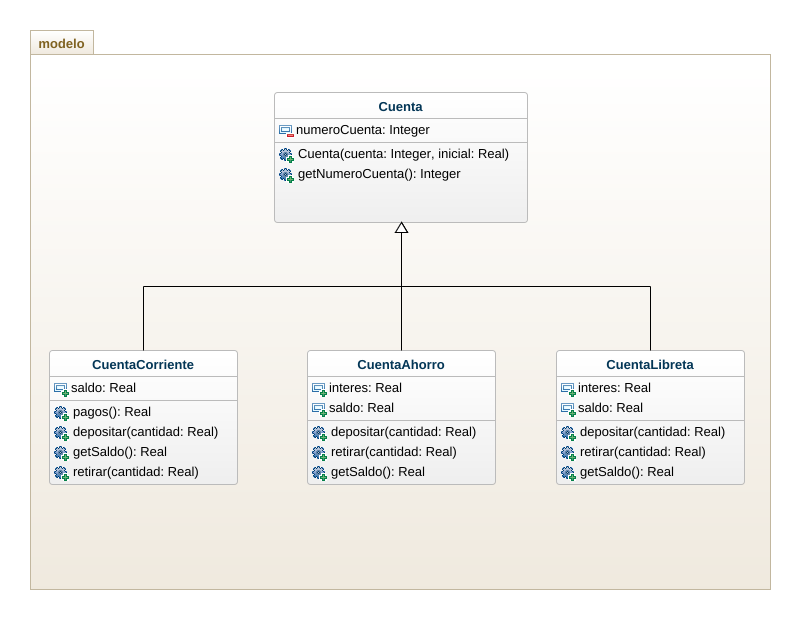 modelo
Cuenta
numeroCuenta: Integer
Cuenta(cuenta: Integer, inicial: Real)
getNumeroCuenta(): Integer
CuentaCorriente
saldo: Real
pagos(): Real
depositar(cantidad: Real)
getSaldo(): Real
retirar(cantidad: Real)
CuentaAhorro
interes: Real
saldo: Real
depositar(cantidad: Real)
retirar(cantidad: Real)
getSaldo(): Real
CuentaLibreta
interes: Real
saldo: Real
depositar(cantidad: Real)
retirar(cantidad: Real)
getSaldo(): Real